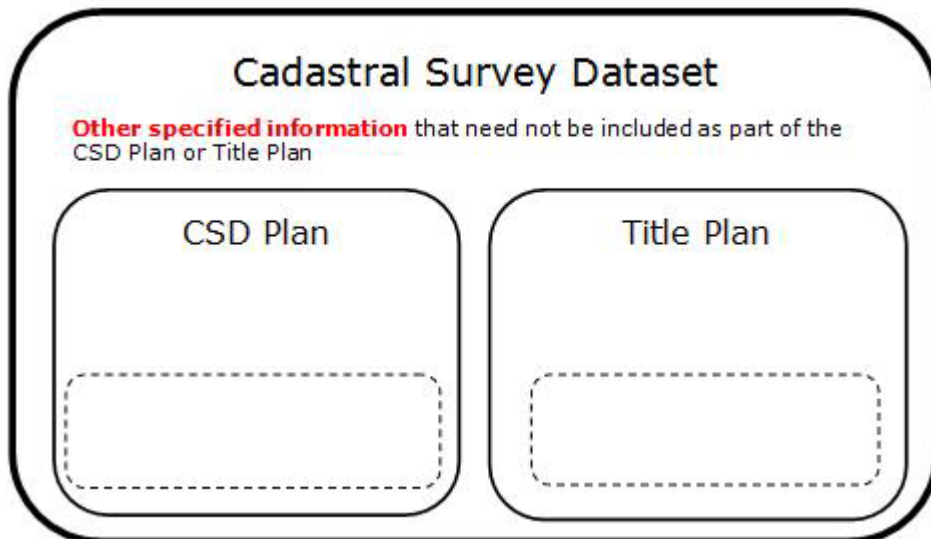 Cadastral Survey Dataset
Other specified information that need not be included as part of the
CSD Plan or Title Plan
CSD Plan
Title Plan